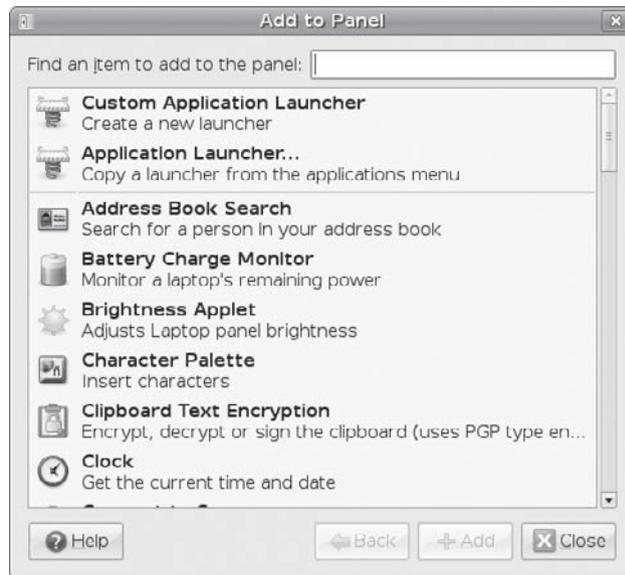 Add to Panel
Find an item to add to the panel:
Custom Application Launcher
Create a new launcher
Application Launcher...
Copy a launcher from the applications menu
Address Book Search
Search for a person in your address book
Battery Charge Monitor
Monitor a laptop's remaining power
Brightness Applet
Adjusts Laptop panel brightness
Character Palette
Insert characters
Clipboard Text Encryption
Encrypt, decrypt or sign the clipboard (uses PGP type en...
Clock
Get the current time and date
Help Back Add Close